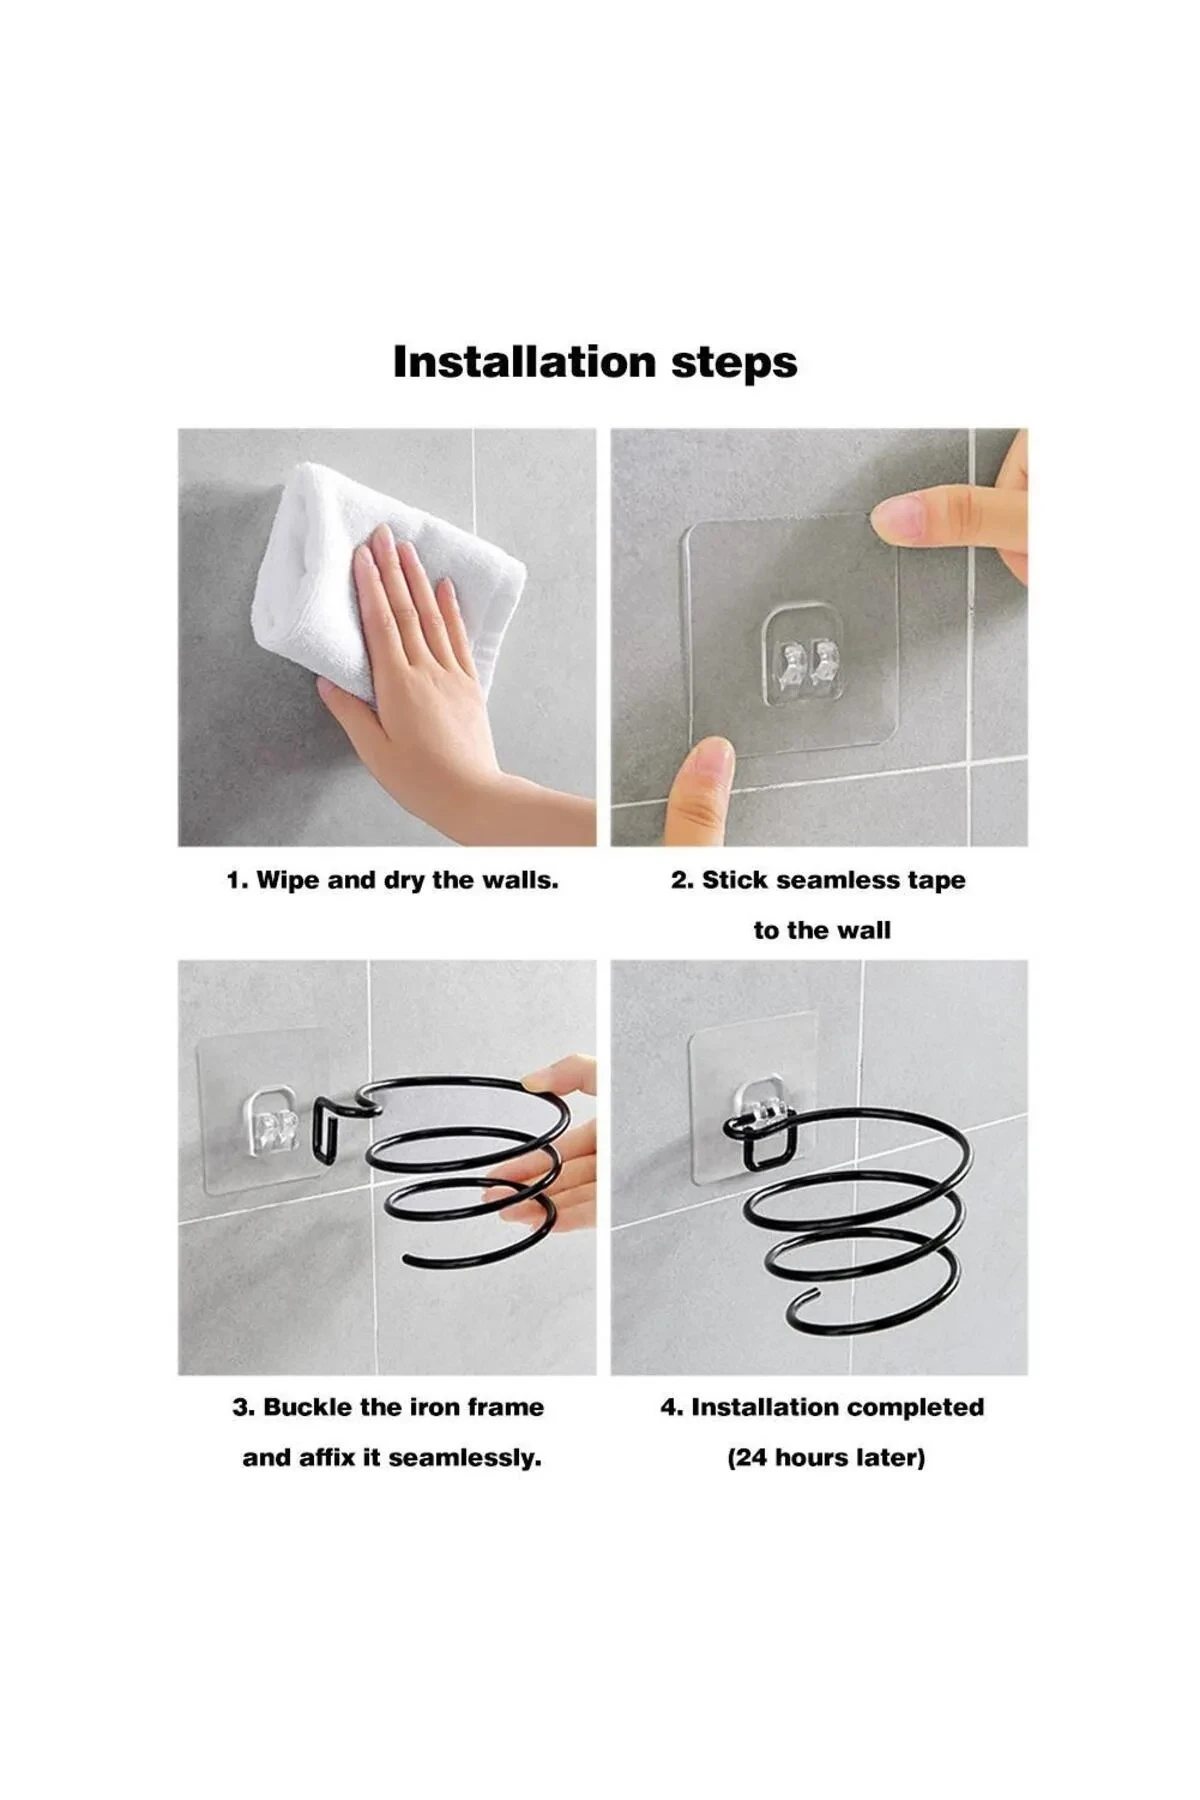 Installation steps
1. Wipe and dry the walls.
2. Stick seamless tape
to the wall
3. Buckle the iron frame
and affix it seamlessly.
4. Installation completed
(24 hours later)